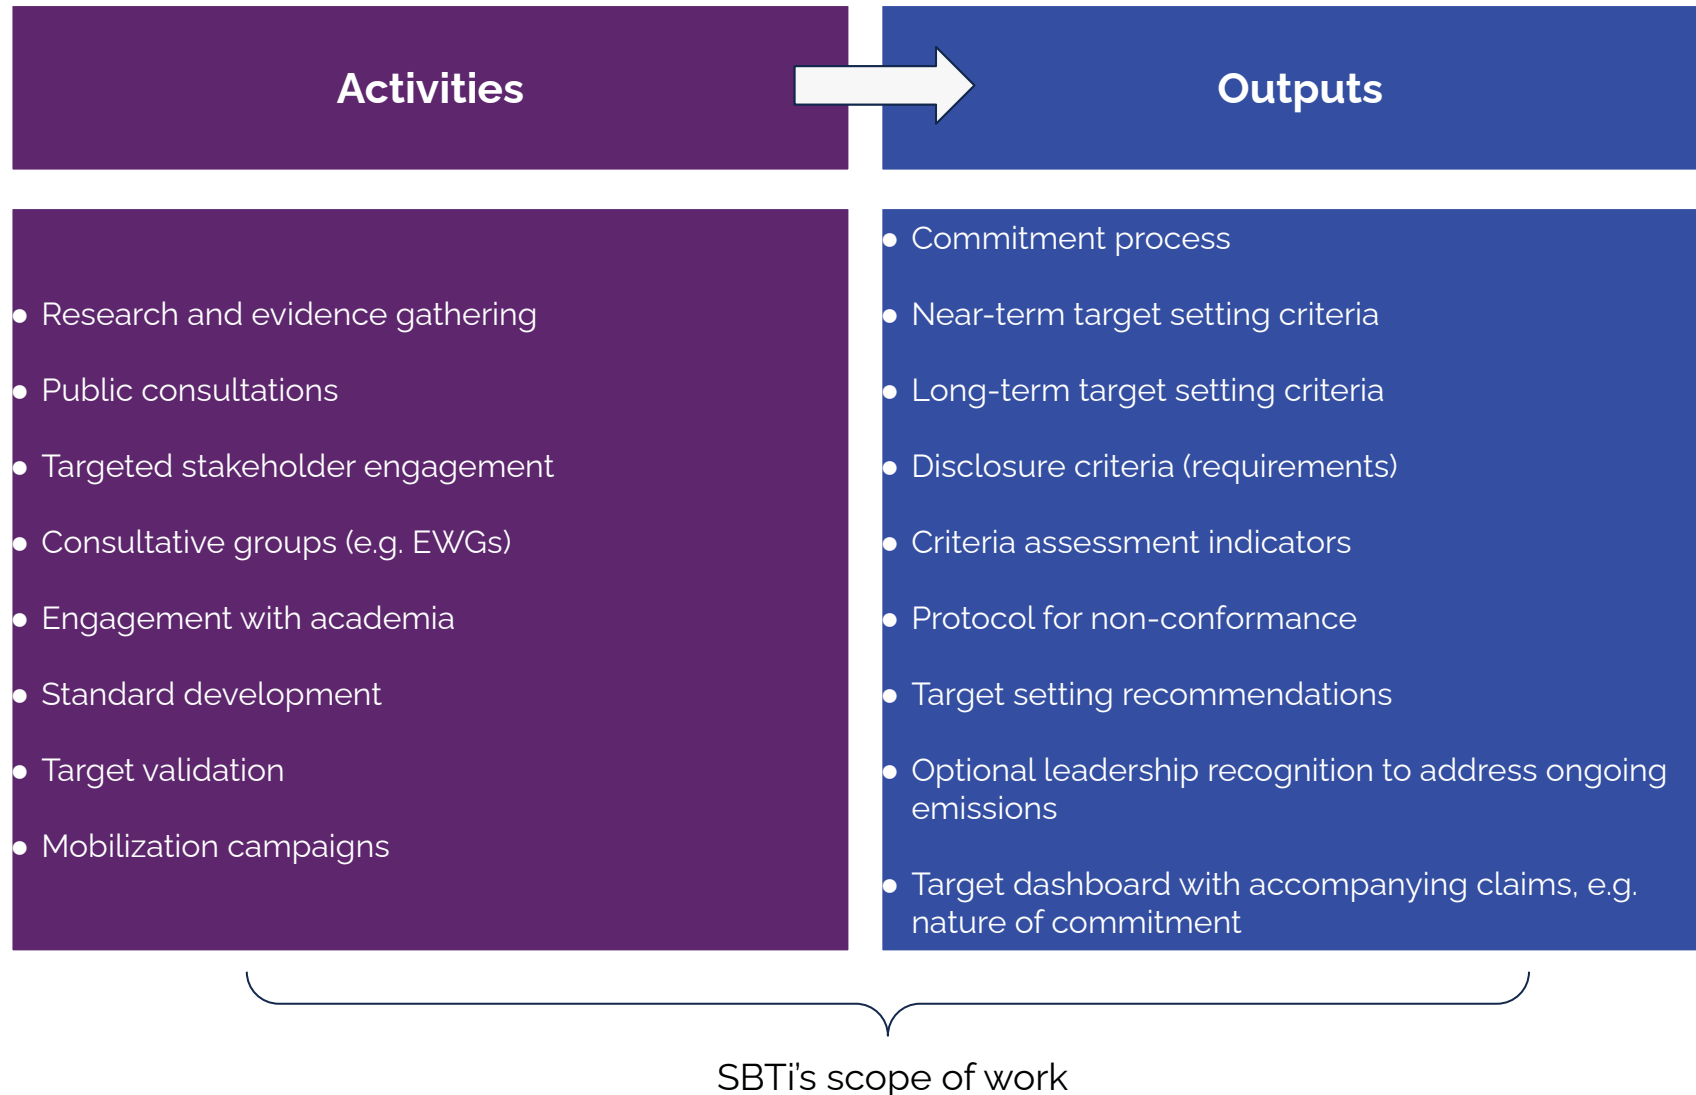 Activities
Outputs
● Research and evidence gathering
● Public consultations
● Targeted stakeholder engagement
● Consultative groups (e.g. EWGs)
● Engagement with academia
● Standard development
● Target validation
● Mobilization campaigns
● Commitment process
● Near-term target setting criteria
● Long-term target setting criteria
● Disclosure criteria (requirements)
● Criteria assessment indicators
● Protocol for non-conformance
● Target setting recommendations
● Optional leadership recognition to address ongoing
emissions
● Target dashboard with accompanying claims, e.g.
nature of commitment
SBTi’s scope of work